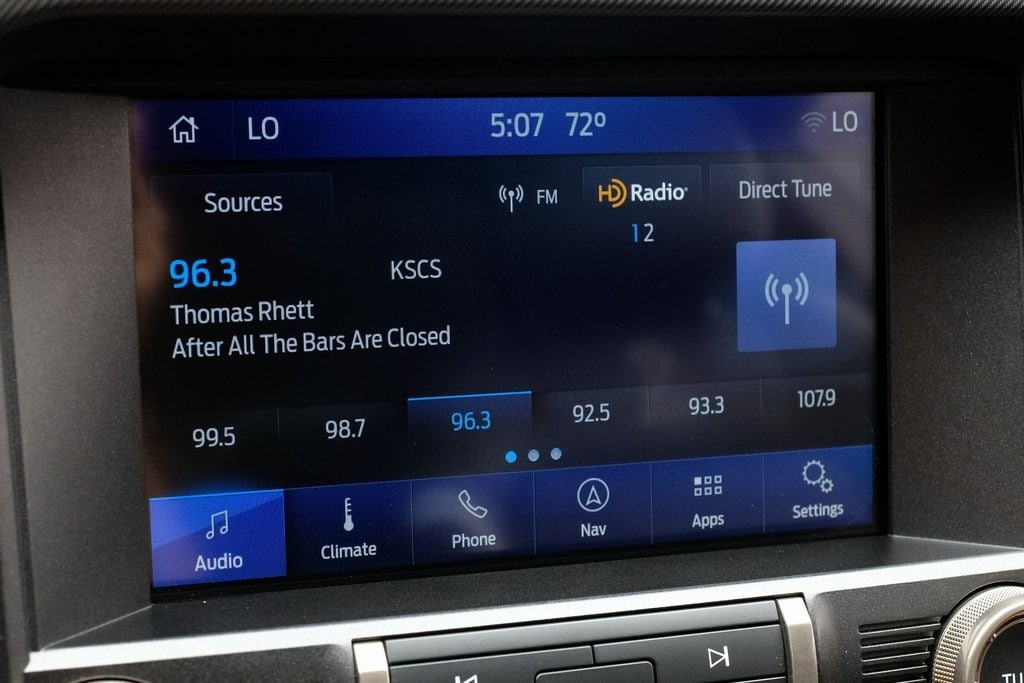 LO 5:07 72° LO
Sources FM HD Radio Direct Tune
1 2
96.3 KSCS
Thomas Rhett
After All The Bars Are Closed
99.5 98.7 96.3 92.5 93.3 107.9
Audio Climate Phone Nav Apps Settings
TU